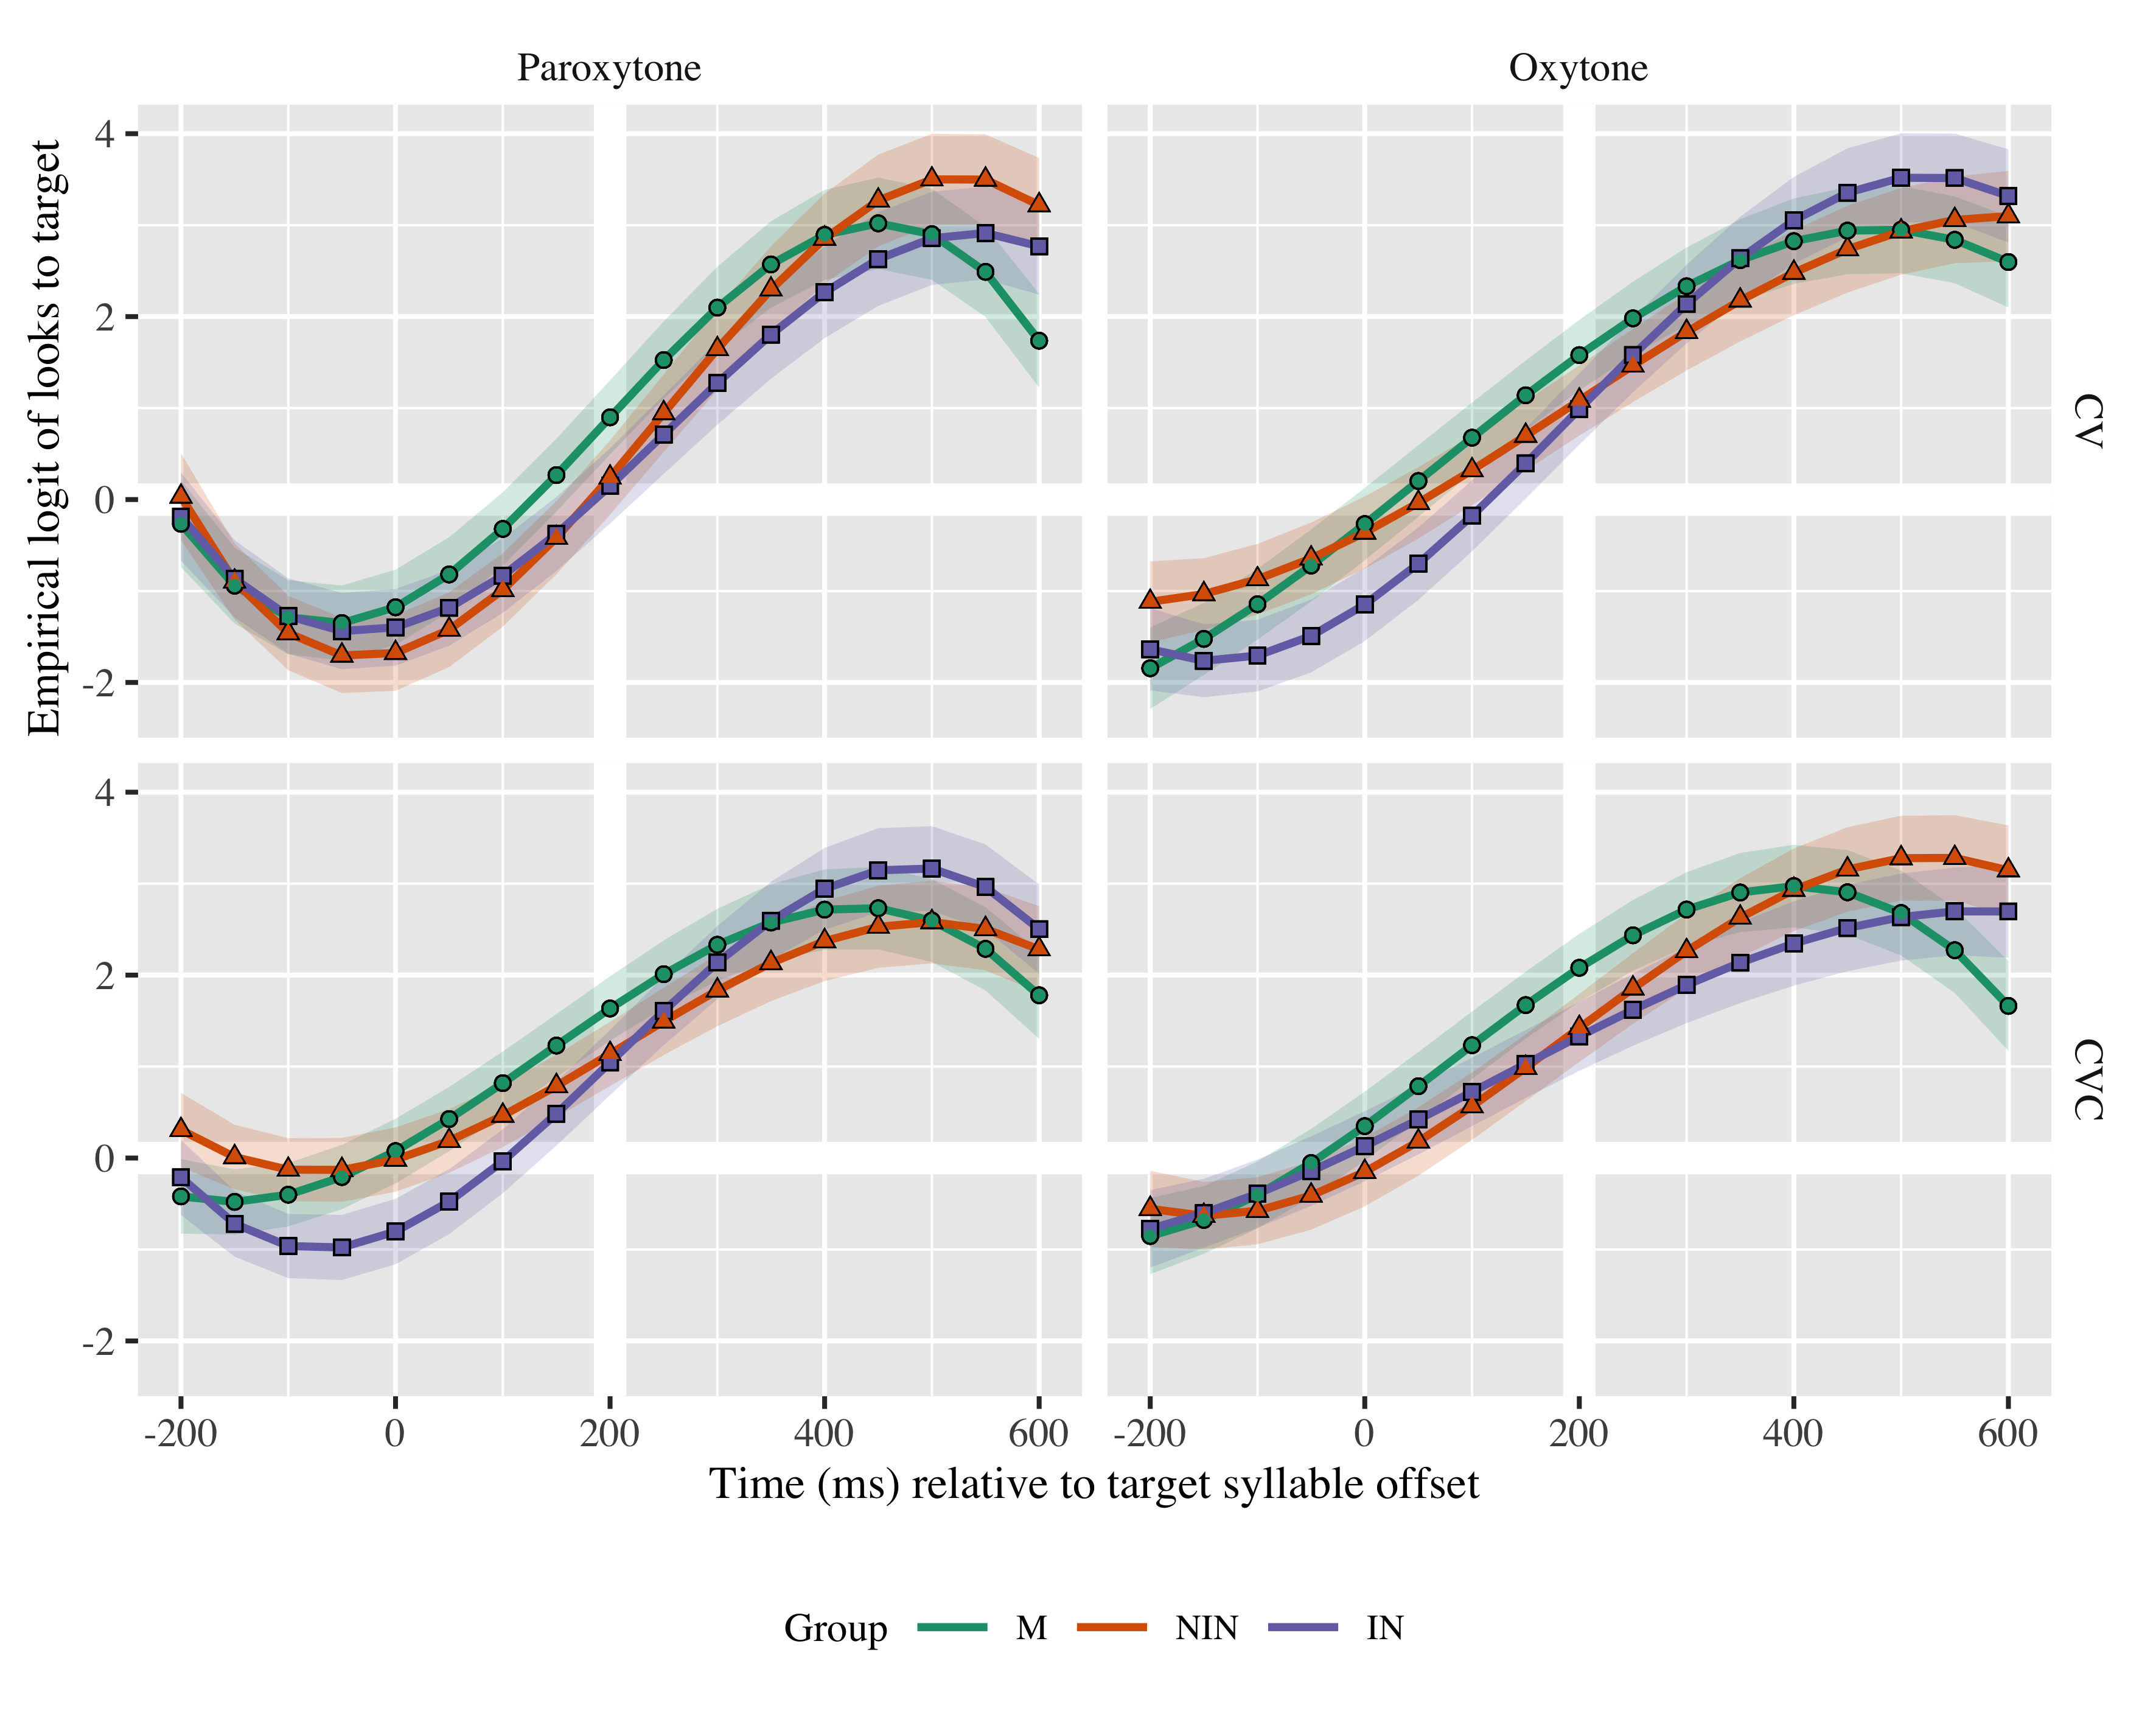 Paroxytone
Oxytone
Empirical logit of looks to target
4
2
0
-2
CV
4
2
0
-2
CVC
-200 0 200 400 600
-200 0 200 400 600
Time (ms) relative to target syllable offset
Group M NIN IN